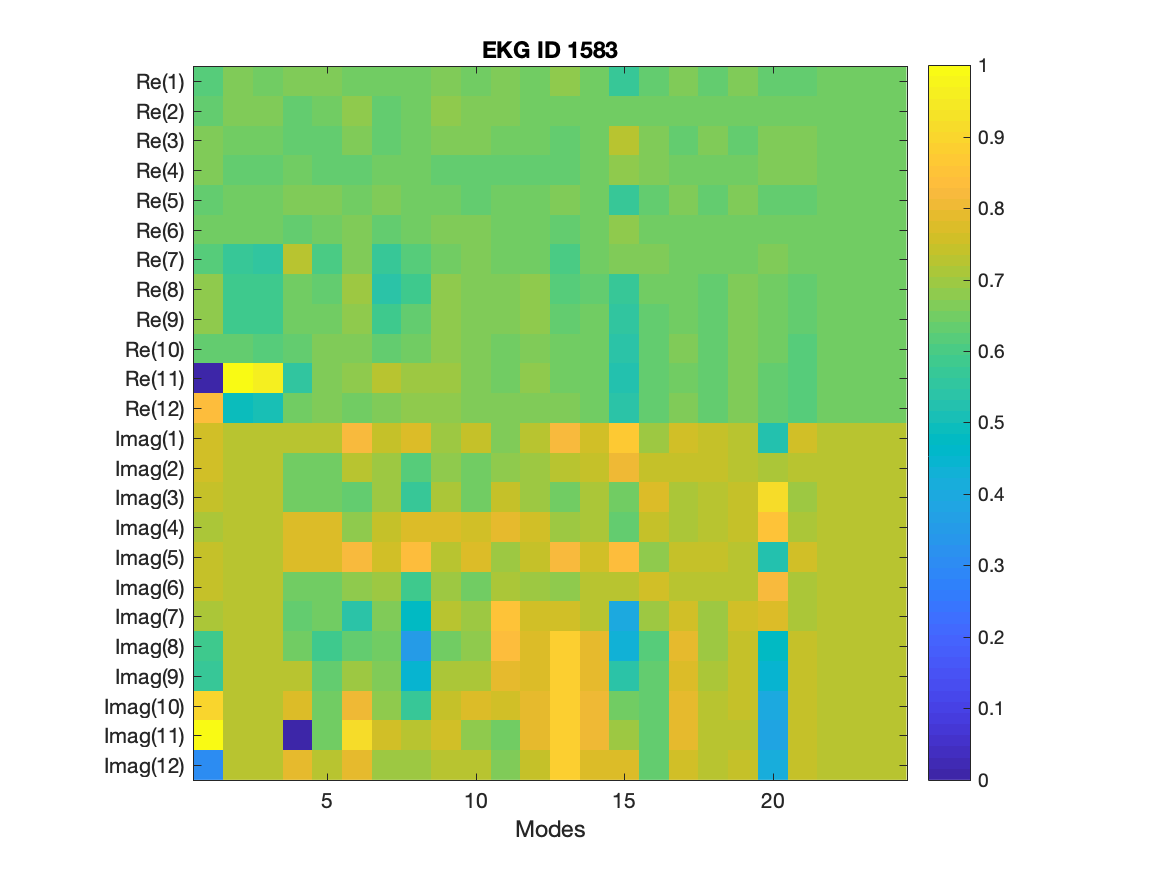 EKG ID 1583
Re(1)
Re(2)
Re(3)
Re(4)
Re(5)
Re(6)
Re(7)
Re(8)
Re(9)
Re(10)
Re(11)
Re(12)
Imag(1)
Imag(2)
Imag(3)
Imag(4)
Imag(5)
Imag(6)
Imag(7)
Imag(8)
Imag(9)
Imag(10)
Imag(11)
Imag(12)
5 10 15 20
Modes
1
0.9
0.8
0.7
0.6
0.5
0.4
0.3
0.2
0.1
0